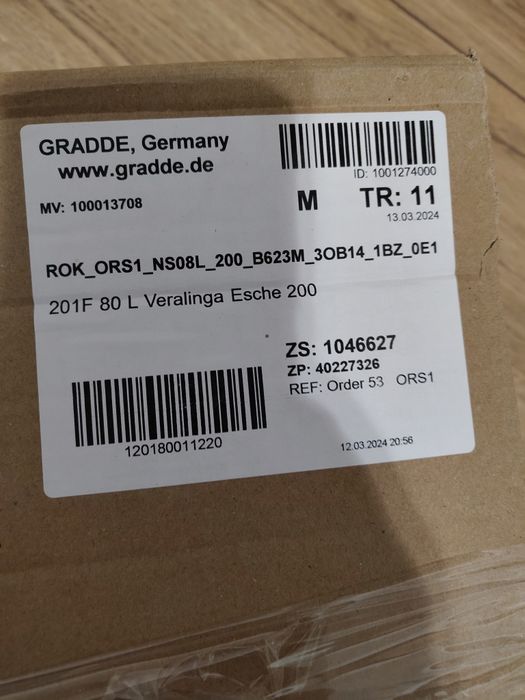 GRADDE, Germany
www.gradde.de
ID: 1001274000
MV: 100013708
M TR: 11
13.03.2024
ROK_ORS1_NS08L_200_B623M_3OB14_1BZ_0E1
201F 80 L Veralinga Esche 200
ZS: 1046627
ZP: 40227326
REF: Order 53 ORS1
120180011220
12.03.2024 20:56